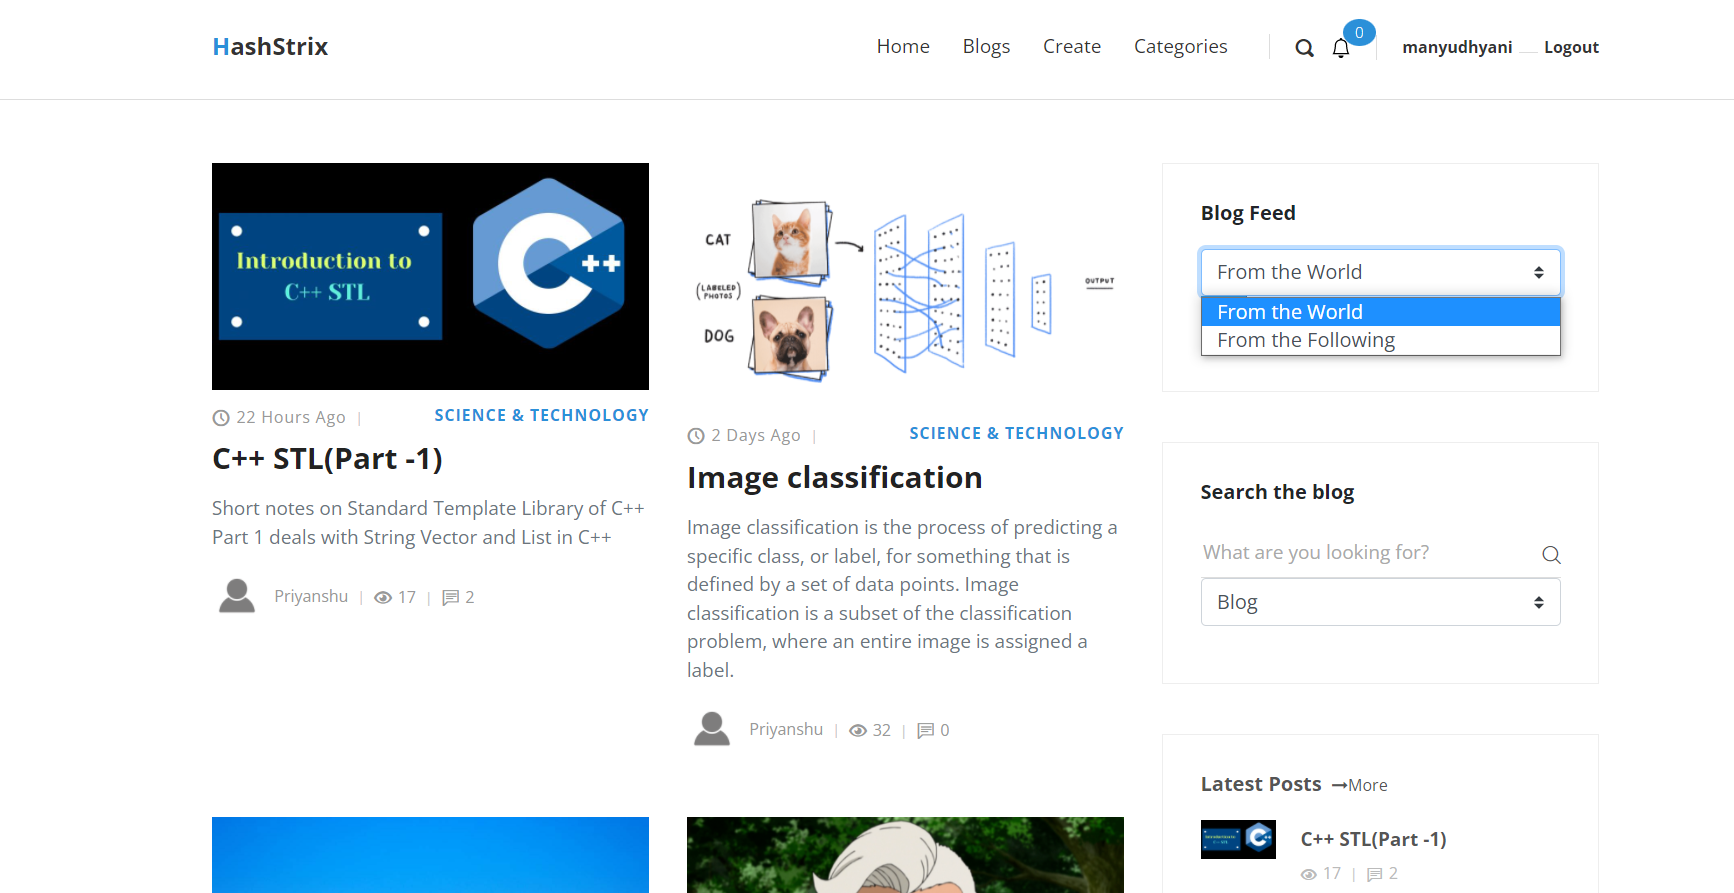 HashStrix
Home Blogs Create Categories
0
manyudhyani
Logout
Introduction to
C++ STL
C++
22 Hours Ago
SCIENCE & TECHNOLOGY
C++ STL(Part -1)
Short notes on Standard Template Library of C++
Part 1 deals with String Vector and List in C++
Priyanshu | 17 | 2
CAT
(LABELED
PHOTOS)
DOG
OUTPUT
2 Days Ago |
SCIENCE & TECHNOLOGY
Image classification
Image classification is the process of predicting a
specific class, or label, for something that is
defined by a set of data points. Image
classification is a subset of the classification
problem, where an entire image is assigned a
label.
Priyanshu | 32 | 0
Blog Feed
From the World
From the World
From the Following
Search the blog
What are you looking for?
Blog
Latest Posts →More
Introduction to
C++ STL
C++
C++ STL(Part -1)
17 | 2